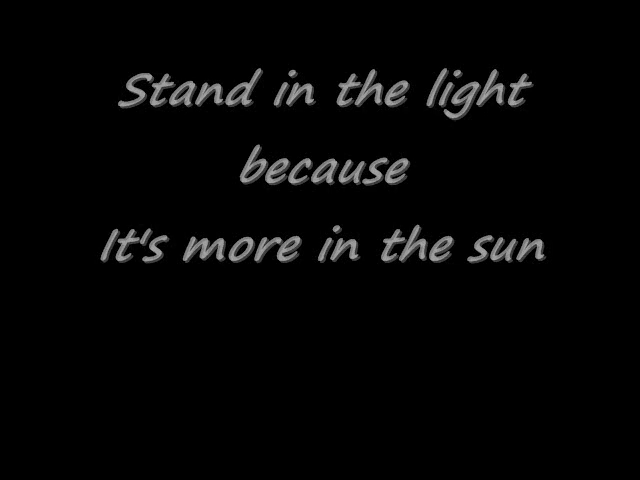 Stand in the light
because
It's more in the sun